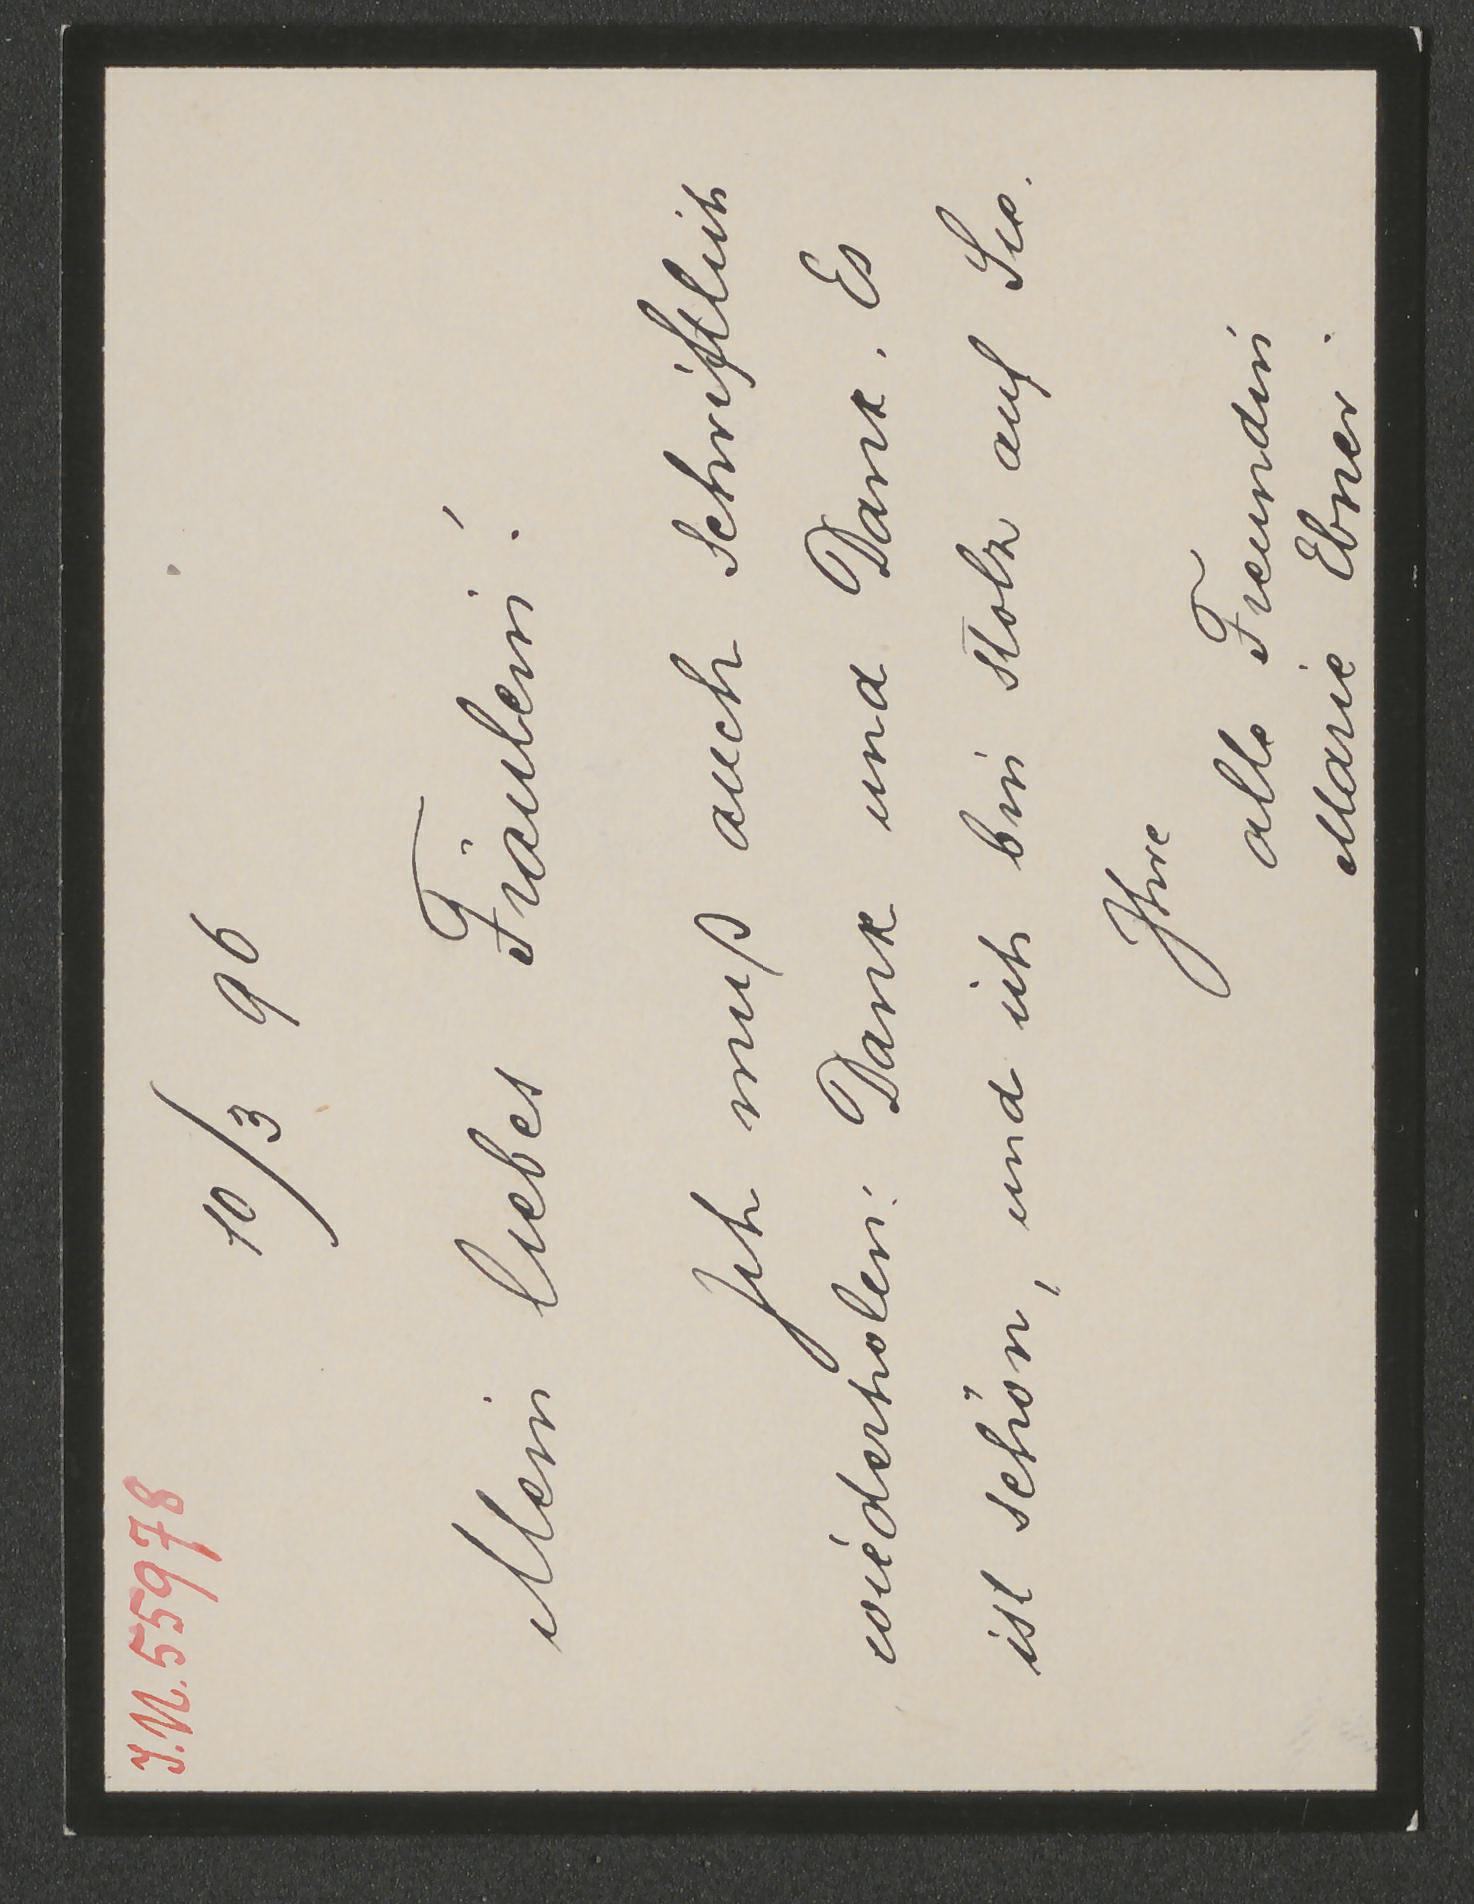 J.N. 55978
10/3 96
Mein liebes Fräulein!
Ich muß auch schriftlich
wiederholen: Dank und Dank. Es
ist schön, und ich bin stolz auf Sie.
Ihre
alte Freundin
Marie Ebner.